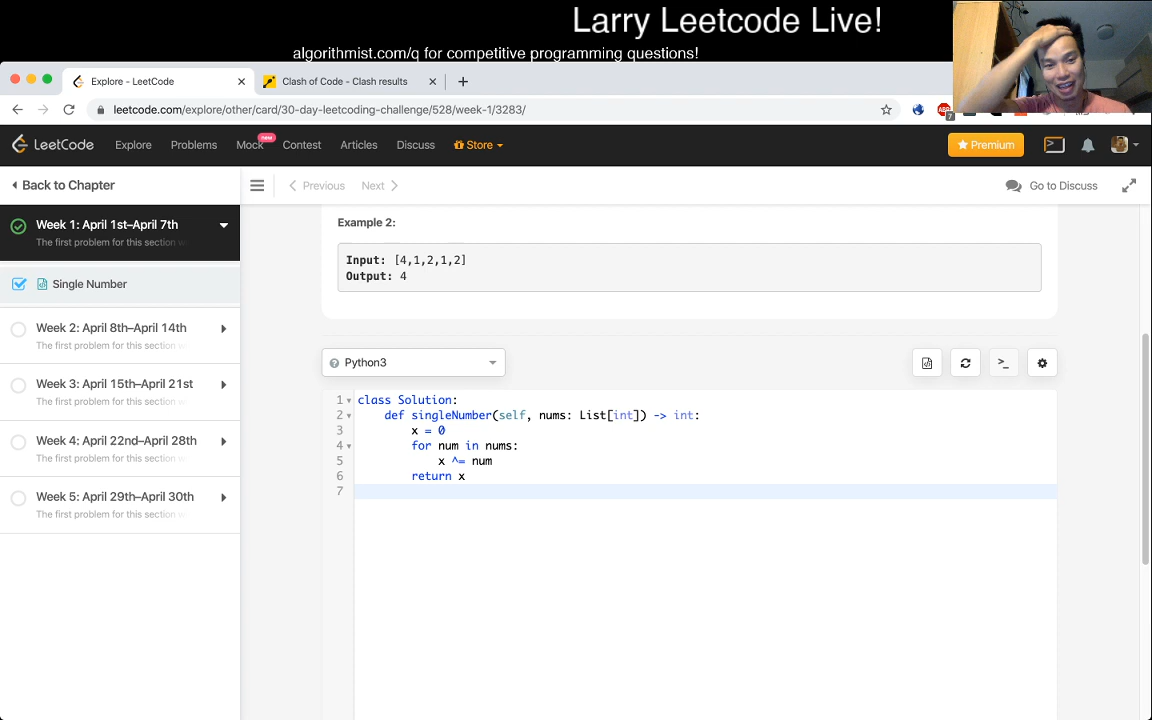 Larry Leetcode Live!
algorithmist.com/q for competitive programming questions!
Explore - LeetCode
Clash of Code - Clash results
leetcode.com/explore/other/card/30-day-leetcoding-challenge/528/week-1/3283/
LeetCode Explore Problems Mock new Contest Articles Discuss Store Premium
Back to Chapter
Previous Next Go to Discuss
Week 1: April 1st–April 7th
The first problem for this section
Single Number
Week 2: April 8th–April 14th
The first problem for this section
Week 3: April 15th–April 21st
The first problem for this section
Week 4: April 22nd–April 28th
The first problem for this section
Week 5: April 29th–April 30th
The first problem for this section
Example 2:
Input: [4,1,2,1,2]
Output: 4
Python3
1 class Solution:
2 def singleNumber(self, nums: List[int]) -> int:
3 x = 0
4 for num in nums:
5 x ^= num
6 return x
7